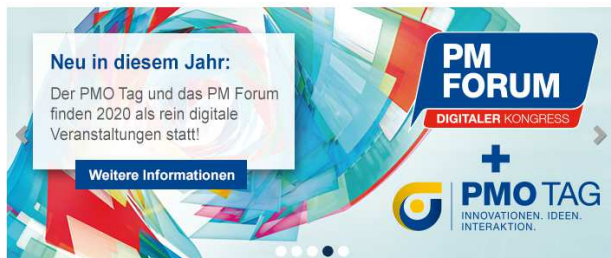 Neu in diesem Jahr:
Der PMO Tag und das PM Forum
finden 2020 als rein digitale
Veranstaltungen statt!
Weitere Informationen
PM
FORUM
DIGITALER KONGRESS
+
PMO TAG
INNOVATIONEN. IDEEN.
INTERAKTION.